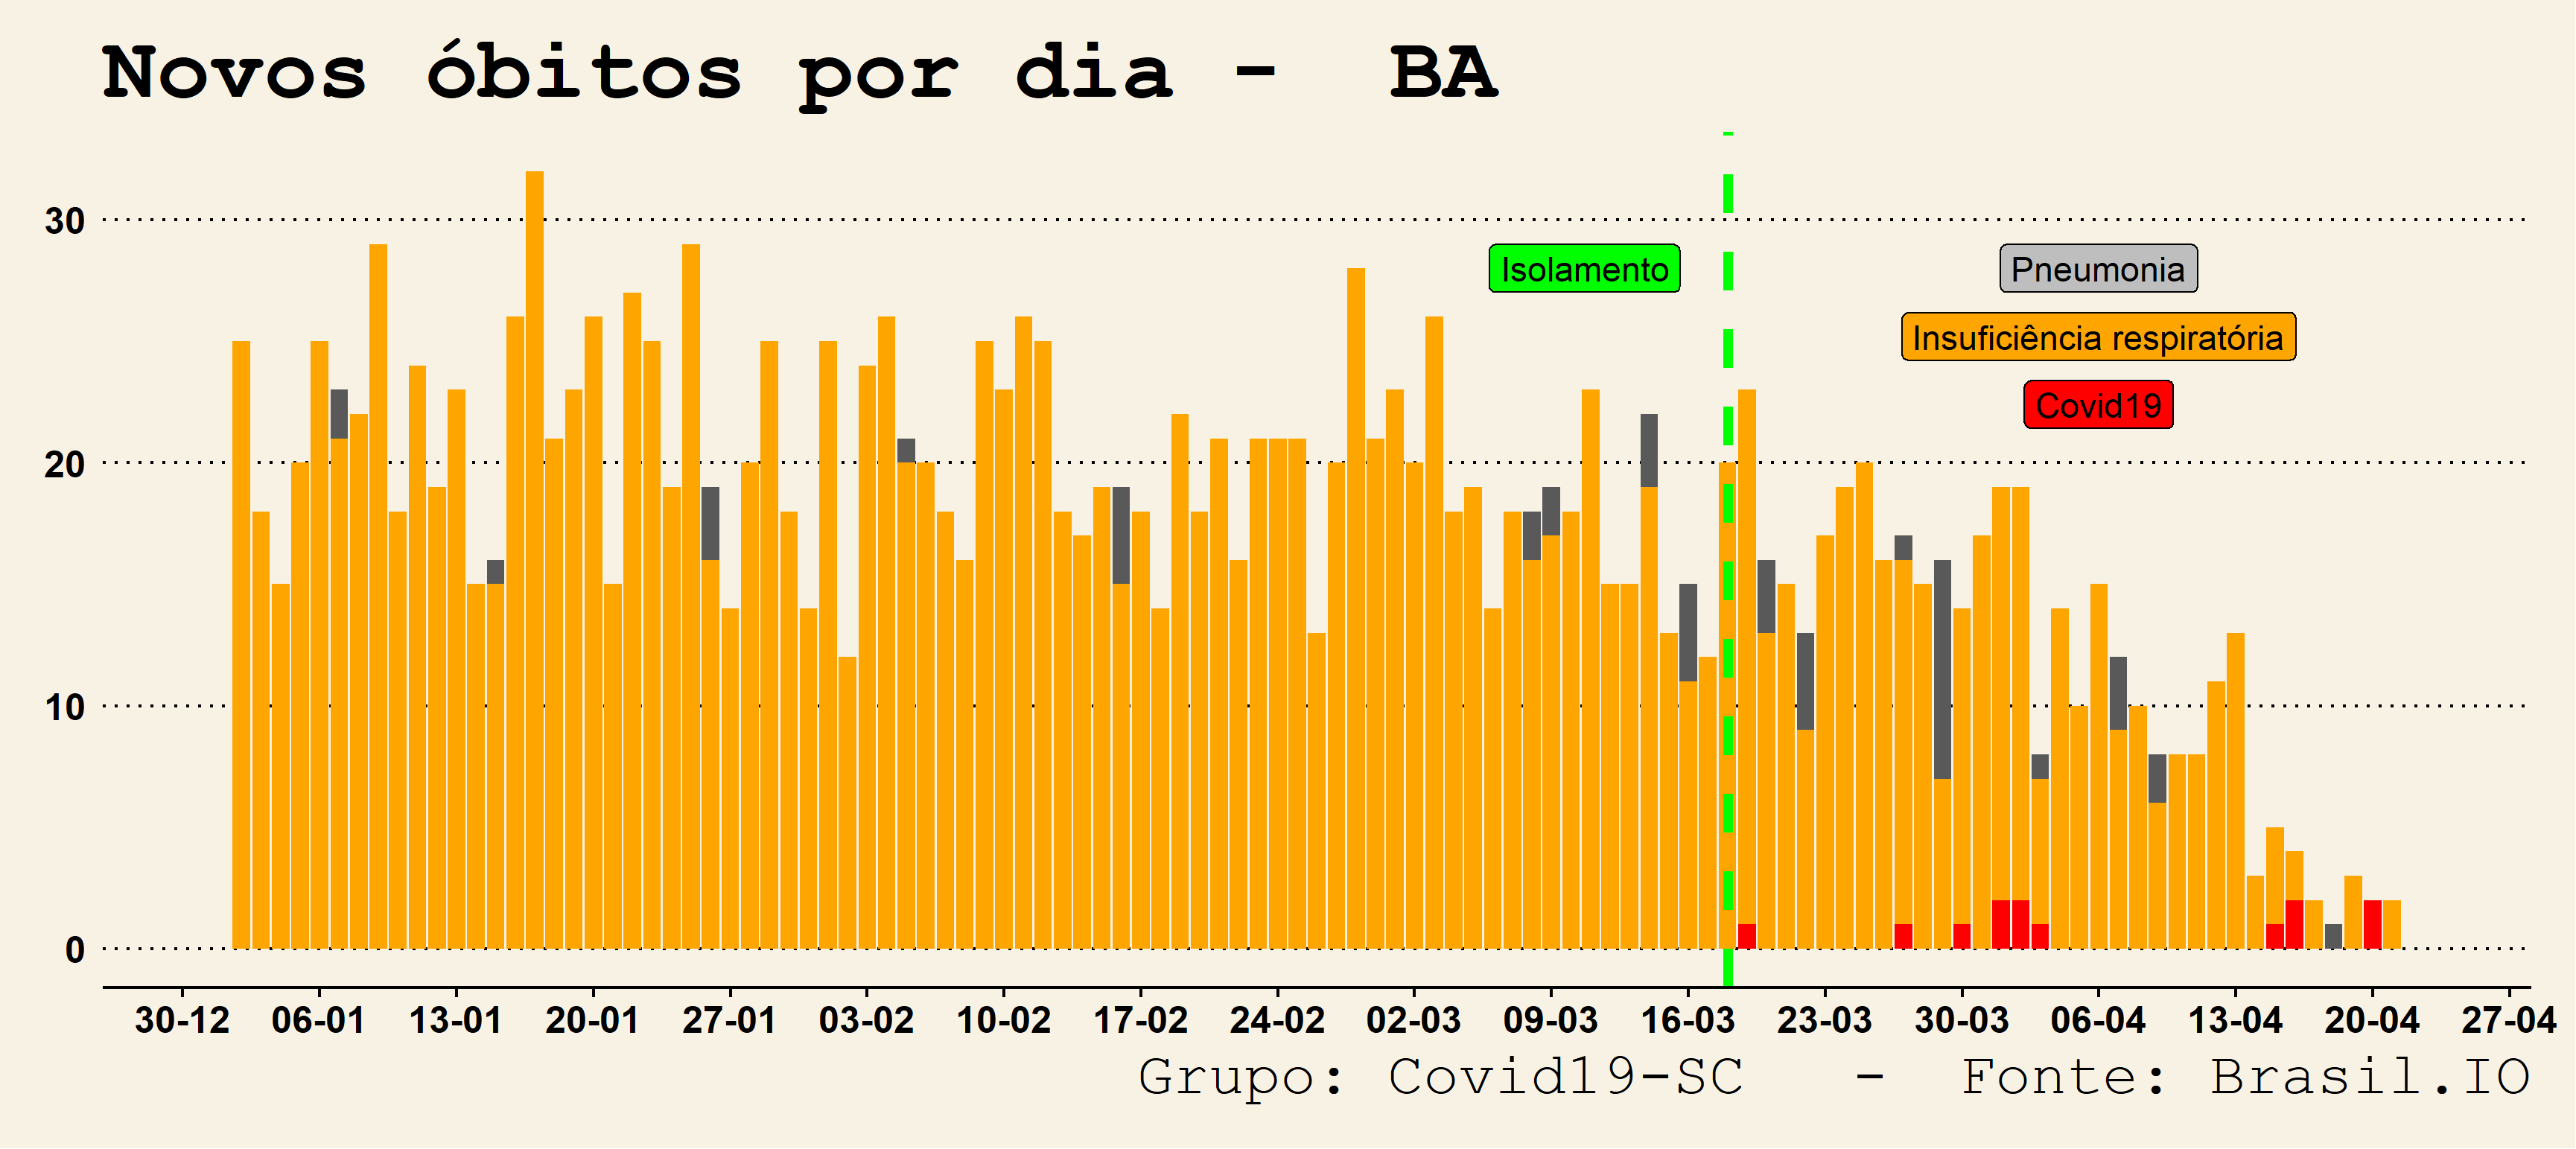 Novos óbitos por dia - BA
30
Isolamento
Pneumonia
Insuficiência respiratória
Covid19
20
10
0
30-12 06-01 13-01 20-01 27-01 03-02 10-02 17-02 24-02 02-03 09-03 16-03 23-03 30-03 06-04 13-04 20-04 27-04
Grupo: Covid19-SC - Fonte: Brasil.IO